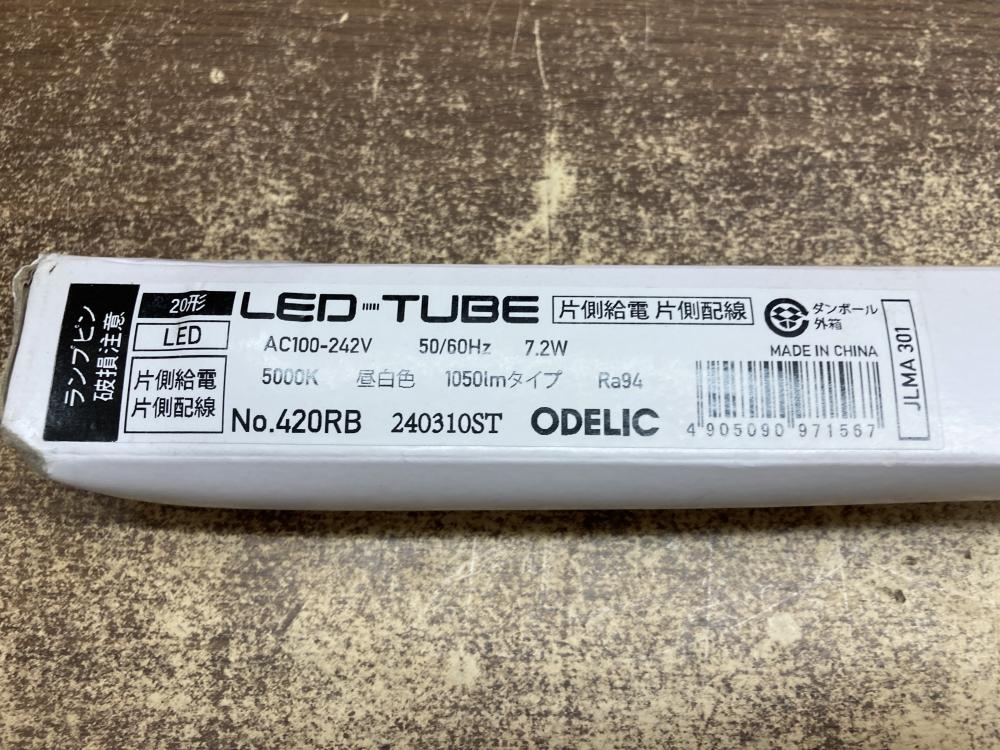 ランプピン
破損注意
20形
LED
片側給電
片側配線
LED TUBE
片側給電 片側配線
AC100-242V 50/60Hz 7.2W
5000K 昼白色 1050lmタイプ Ra94
No.420RB 240310ST ODELIC
ダンボール
外箱
MADE IN CHINA
4 905090 971567
JLMA 301